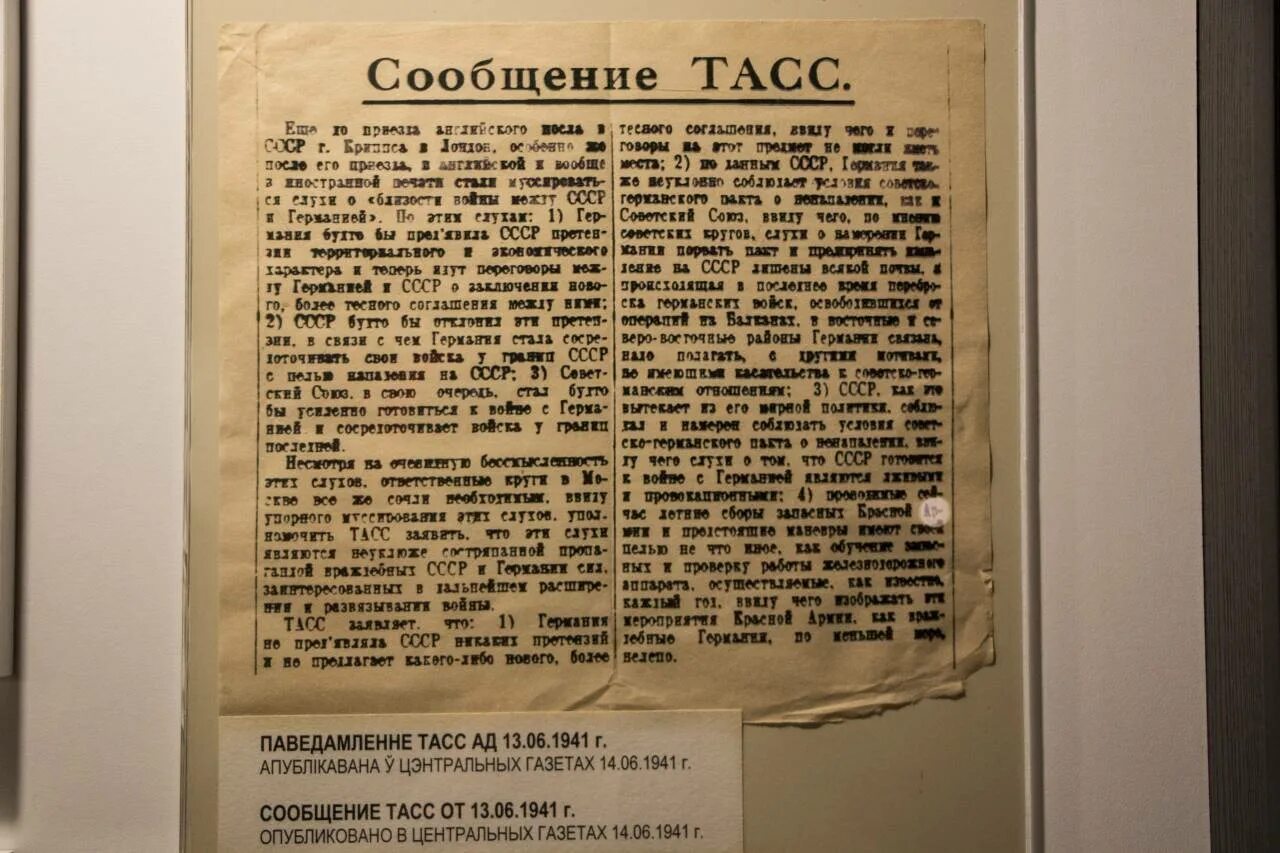 Сообщение ТАСС.
Еще до приезда английского посла в
СССР г. Криппса в Лондон, особенно же
после его приезда, в английской и вообще
в иностранной печати стали муссировать-
ся слухи о «близости войны между СССР
и Германией». По этим слухам: 1) Гер-
мания будто бы пред'явила СССР претен-
зии территориального и экономического
характера и теперь идут переговоры меж-
ду Германией и СССР о заключении ново-
го, более тесного соглашения между ними;
2) СССР будто бы отклонил эти претен-
зии, в связи с чем Германия стала сосре-
доточивать свои войска у границ СССР
с целью нападения на СССР; 3) Совет-
ский Союз, в свою очередь, стал будто
бы усиленно готовиться к войне с Герма-
нией и сосредоточивает войска у границ
последней.
Несмотря на очевидную бессмысленность
этих слухов, ответственные круги в Мо-
скве все же сочли необходимым, ввиду
упорного муссирования этих слухов, упол-
номочить ТАСС заявить, что эти слухи
являются неуклюже состряпанной пропа-
гандой враждебных СССР и Германии сил,
заинтересованных в дальнейшем расшире-
нии и развязывании войны.
ТАСС заявляет, что: 1) Германия
не пред'являла СССР никаких претензий
и не предлагает какого-либо нового, более
тесного соглашения, ввиду чего и пере-
говоры на этот предмет не могли иметь
места; 2) по данным СССР, Германия так-
же неуклонно соблюдает условия советско-
германского пакта о ненападении, как и
Советский Союз, ввиду чего, по мнению
советских кругов, слухи о намерении Гер-
мании порвать пакт и предпринять напа-
дение на СССР лишены всякой почвы, а
происходящая в последнее время перебро-
ска германских войск, освободившихся от
операций на Балканах, в восточные и се-
веро-восточные районы Германии связана,
надо полагать, с другими мотивами,
не имеющими касательства к советско-гер-
манским отношениям; 3) СССР, как это
вытекает из его мирной политики, соблю-
дал и намерен соблюдать условия совет-
ско-германского пакта о ненападении, вви-
ду чего слухи о том, что СССР готовится
к войне с Германией являются лживыми
и провокационными; 4) проводимые сей-
час летние сборы запасных Красной Ар-
мии и предстоящие маневры имеют своей
целью не что иное, как обучение запас-
ных и проверку работы железнодорожного
аппарата, осуществляемые, как известно,
каждый год, ввиду чего изображать эти
мероприятия Красной Армии, как враж-
дебные Германии, по меньшей мере,
нелепо.
ПАВЕДАМЛЕННЕ ТАСС АД 13.06.1941 г.
АПУБЛІКАВАНА Ў ЦЭНТРАЛЬНЫХ ГАЗЕТАХ 14.06.1941 г.
СООБЩЕНИЕ ТАСС ОТ 13.06.1941 г.
ОПУБЛИКОВАНО В ЦЕНТРАЛЬНЫХ ГАЗЕТАХ 14.06.1941 г.